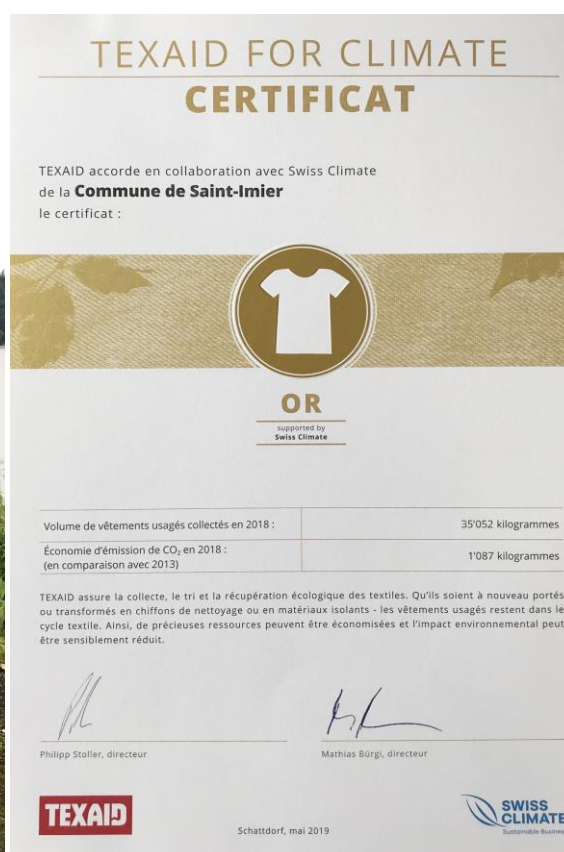 TEXAID FOR CLIMATE
CERTIFICAT
TEXAID accorde en collaboration avec Swiss Climate
de la Commune de Saint-Imier
le certificat :
OR
supported by
Swiss Climate
Volume de vêtements usagés collectés en 2018 : 35'052 kilogrammes
Économie d'émission de CO₂ en 2018 : 1'087 kilogrammes
(en comparaison avec 2013)
TEXAID assure la collecte, le tri et la récupération écologique des textiles. Qu'ils soient à nouveau portés
ou transformés en chiffons de nettoyage ou en matériaux isolants - les vêtements usagés restent dans le
cycle textile. Ainsi, de précieuses ressources peuvent être économisées et l'impact environnemental peut
être sensiblement réduit.
Philipp Stoller, directeur
Mathias Bürgi, directeur
TEXAID
Schattdorf, mai 2019
SWISS
CLIMATE
Sustainable